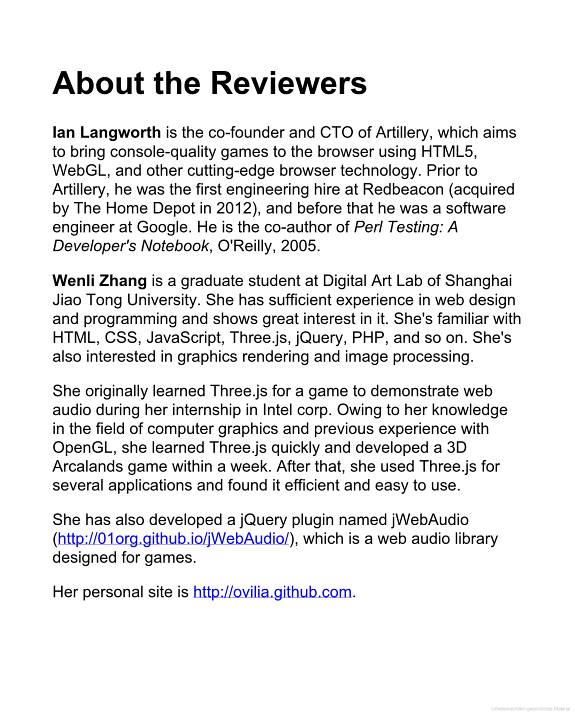 About the Reviewers
Ian Langworth is the co-founder and CTO of Artillery, which aims
to bring console-quality games to the browser using HTML5,
WebGL, and other cutting-edge browser technology. Prior to
Artillery, he was the first engineering hire at Redbeacon (acquired
by The Home Depot in 2012), and before that he was a software
engineer at Google. He is the co-author of Perl Testing: A
Developer's Notebook, O'Reilly, 2005.
Wenli Zhang is a graduate student at Digital Art Lab of Shanghai
Jiao Tong University. She has sufficient experience in web design
and programming and shows great interest in it. She's familiar with
HTML, CSS, JavaScript, Three.js, jQuery, PHP, and so on. She's
also interested in graphics rendering and image processing.
She originally learned Three.js for a game to demonstrate web
audio during her internship in Intel corp. Owing to her knowledge
in the field of computer graphics and previous experience with
OpenGL, she learned Three.js quickly and developed a 3D
Arcalands game within a week. After that, she used Three.js for
several applications and found it efficient and easy to use.
She has also developed a jQuery plugin named jWebAudio
(http://01org.github.io/jWebAudio/), which is a web audio library
designed for games.
Her personal site is http://ovilia.github.com.
Urheberrechtlich geschütztes Material